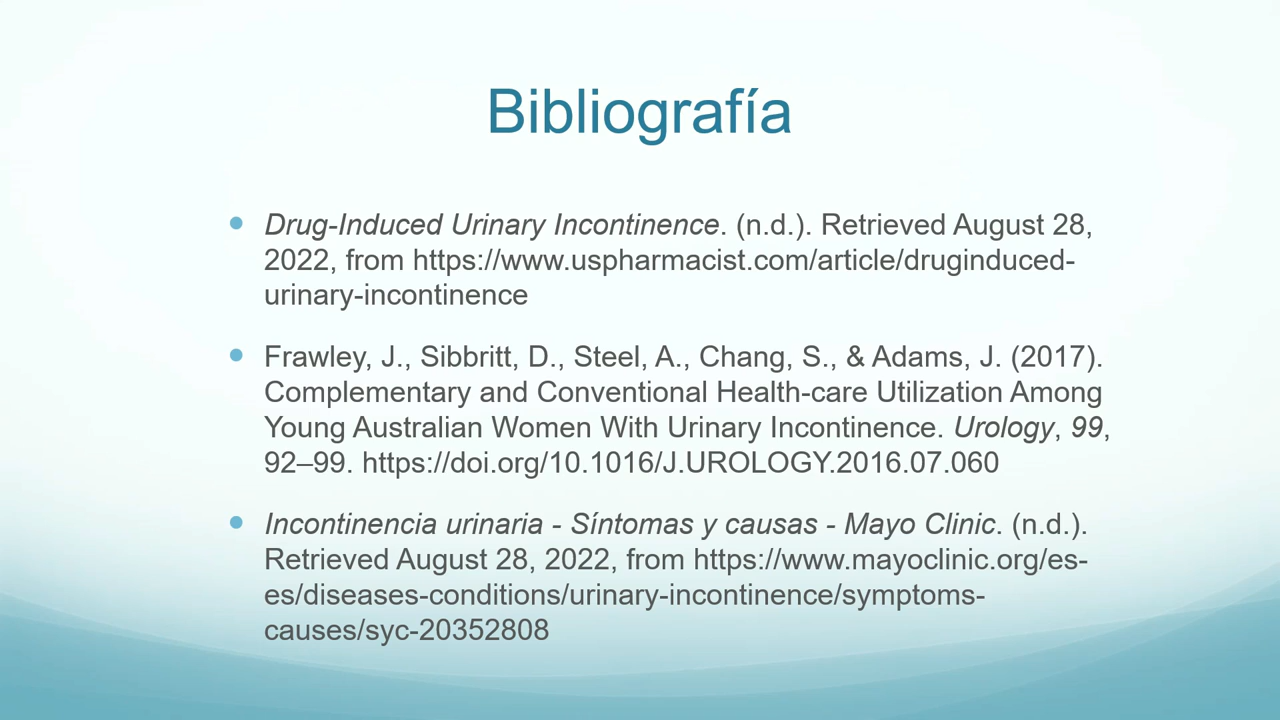 Bibliografía
Drug-Induced Urinary Incontinence. (n.d.). Retrieved August 28,
2022, from https://www.uspharmacist.com/article/druginduced-
urinary-incontinence
Frawley, J., Sibbritt, D., Steel, A., Chang, S., & Adams, J. (2017).
Complementary and Conventional Health-care Utilization Among
Young Australian Women With Urinary Incontinence. Urology, 99,
92–99. https://doi.org/10.1016/J.UROLOGY.2016.07.060
Incontinencia urinaria - Síntomas y causas - Mayo Clinic. (n.d.).
Retrieved August 28, 2022, from https://www.mayoclinic.org/es-
es/diseases-conditions/urinary-incontinence/symptoms-
causes/syc-20352808